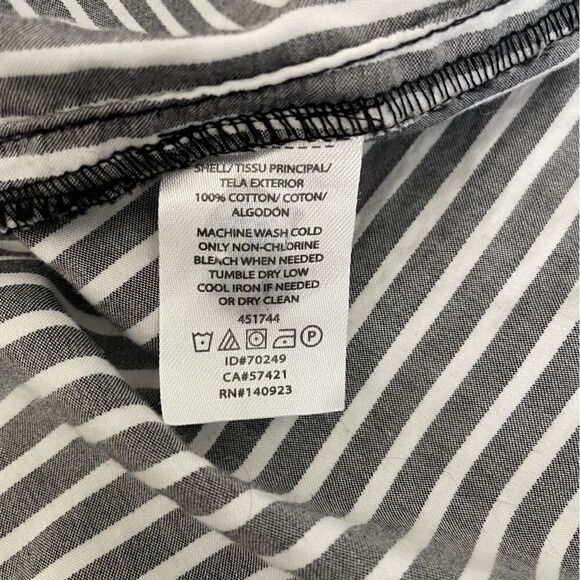 SHELL/ TISSU PRINCIPAL/
TELA EXTERIOR
100% COTTON/ COTON/
ALGODÓN
MACHINE WASH COLD
ONLY NON-CHLORINE
BLEACH WHEN NEEDED
TUMBLE DRY LOW
COOL IRON IF NEEDED
OR DRY CLEAN
451744
P
ID#70249
CA#57421
RN#140923